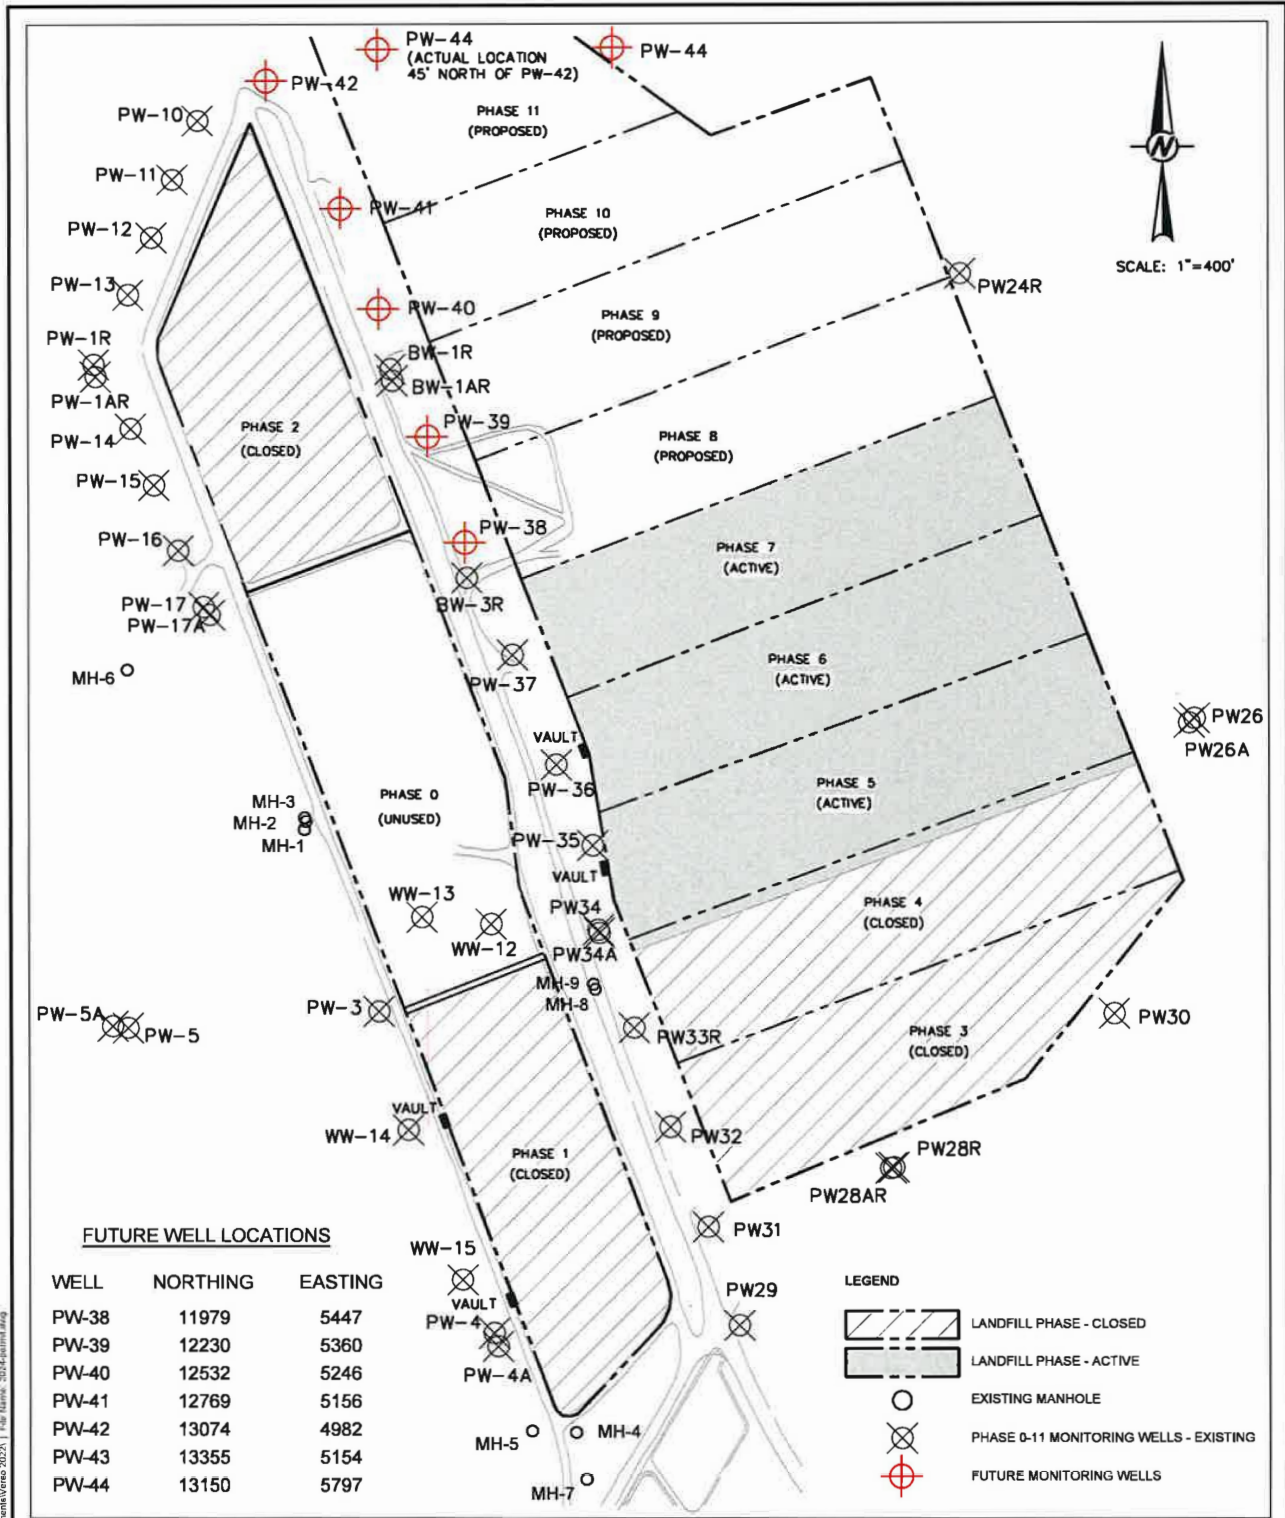 PW-44
(ACTUAL LOCATION
45' NORTH OF PW-42)
PW-44
PW-42
PW-10
PHASE 11
(PROPOSED)
N
PW-11
PW-41
PW-12
PHASE 10
(PROPOSED)
SCALE: 1"=400'
PW-13
PW24R
PW-40
PHASE 9
(PROPOSED)
PW-1R
BW-1R
PW-1AR
BW-1AR
PW-14
PW-39
PHASE 2
(CLOSED)
PHASE 8
(PROPOSED)
PW-15
PW-16
PW-38
PHASE 7
(ACTIVE)
BW-3R
PW-17
PW-17A
MH-6
PW-37
PHASE 6
(ACTIVE)
PW26
PW26A
VAULT
PW-36
PHASE 5
(ACTIVE)
PHASE 0
(UNUSED)
MH-3
MH-2
MH-1
PW-35
VAULT
WW-13
WW-12
PW34
PW34A
PHASE 4
(CLOSED)
MH-9
MH-8
PW-3
PW-5A
PW-5
PW33R
PHASE 3
(CLOSED)
PW30
VAULT
WW-14
PW32
PHASE 1
(CLOSED)
PW28R
PW28AR
PW31
WW-15
VAULT
PW-4
PW-4A
PW29
MH-5
MH-4
MH-7
FUTURE WELL LOCATIONS
WELL NORTHING EASTING
PW-38 11979 5447
PW-39 12230 5360
PW-40 12532 5246
PW-41 12769 5156
PW-42 13074 4982
PW-43 13355 5154
PW-44 13150 5797
LEGEND
LANDFILL PHASE - CLOSED
LANDFILL PHASE - ACTIVE
EXISTING MANHOLE
PHASE 0-11 MONITORING WELLS - EXISTING
FUTURE MONITORING WELLS